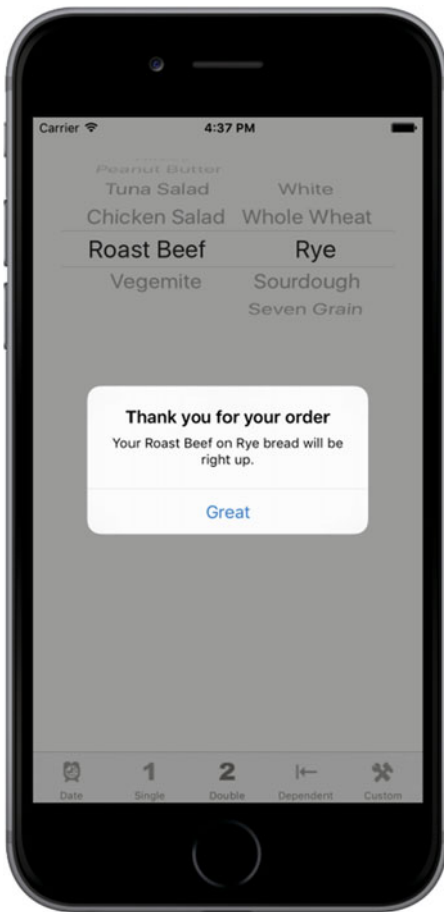 Carrier 4:37 PM
Peanut Butter
Tuna Salad White
Chicken Salad Whole Wheat
Roast Beef Rye
Vegemite Sourdough
Seven Grain
Thank you for your order
Your Roast Beef on Rye bread will be
right up.
Great
1 2
Date Single Double Dependent Custom